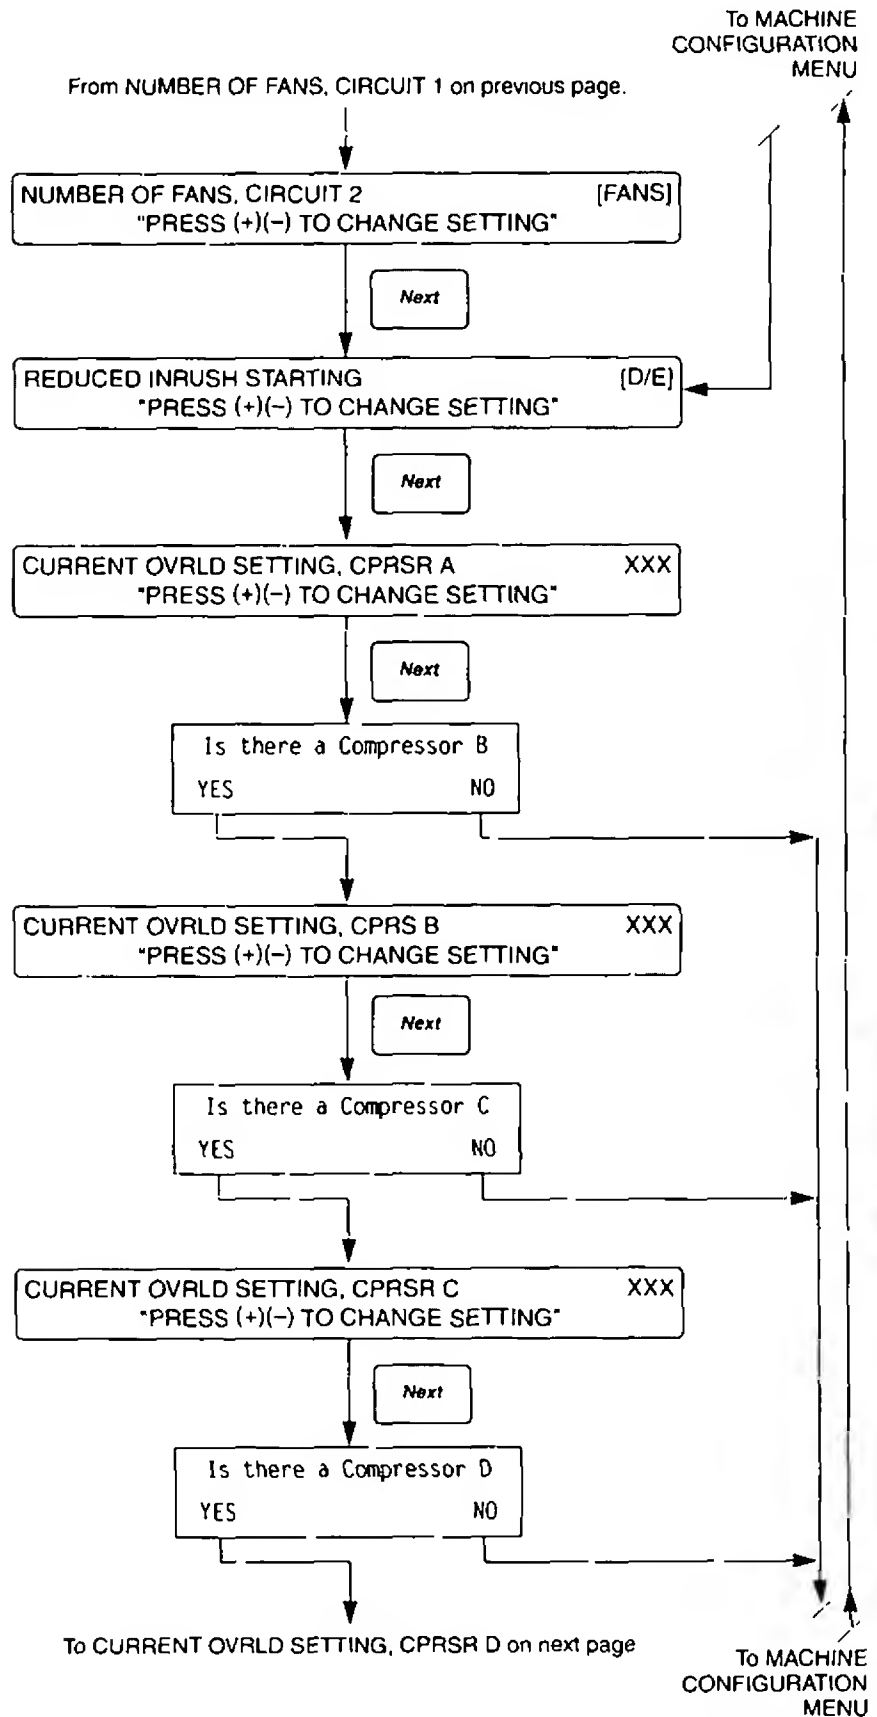 To MACHINE
CONFIGURATION
MENU
From NUMBER OF FANS, CIRCUIT 1 on previous page.
NUMBER OF FANS, CIRCUIT 2 [FANS]
"PRESS (+)(−) TO CHANGE SETTING"
Next
REDUCED INRUSH STARTING [D/E]
"PRESS (+)(−) TO CHANGE SETTING"
Next
CURRENT OVRLD SETTING, CPRSR A XXX
"PRESS (+)(−) TO CHANGE SETTING"
Next
Is there a Compressor B
YES NO
CURRENT OVRLD SETTING, CPRS B XXX
"PRESS (+)(−) TO CHANGE SETTING"
Next
Is there a Compressor C
YES NO
CURRENT OVRLD SETTING, CPRSR C XXX
"PRESS (+)(−) TO CHANGE SETTING"
Next
Is there a Compressor D
YES NO
To CURRENT OVRLD SETTING, CPRSR D on next page
To MACHINE
CONFIGURATION
MENU